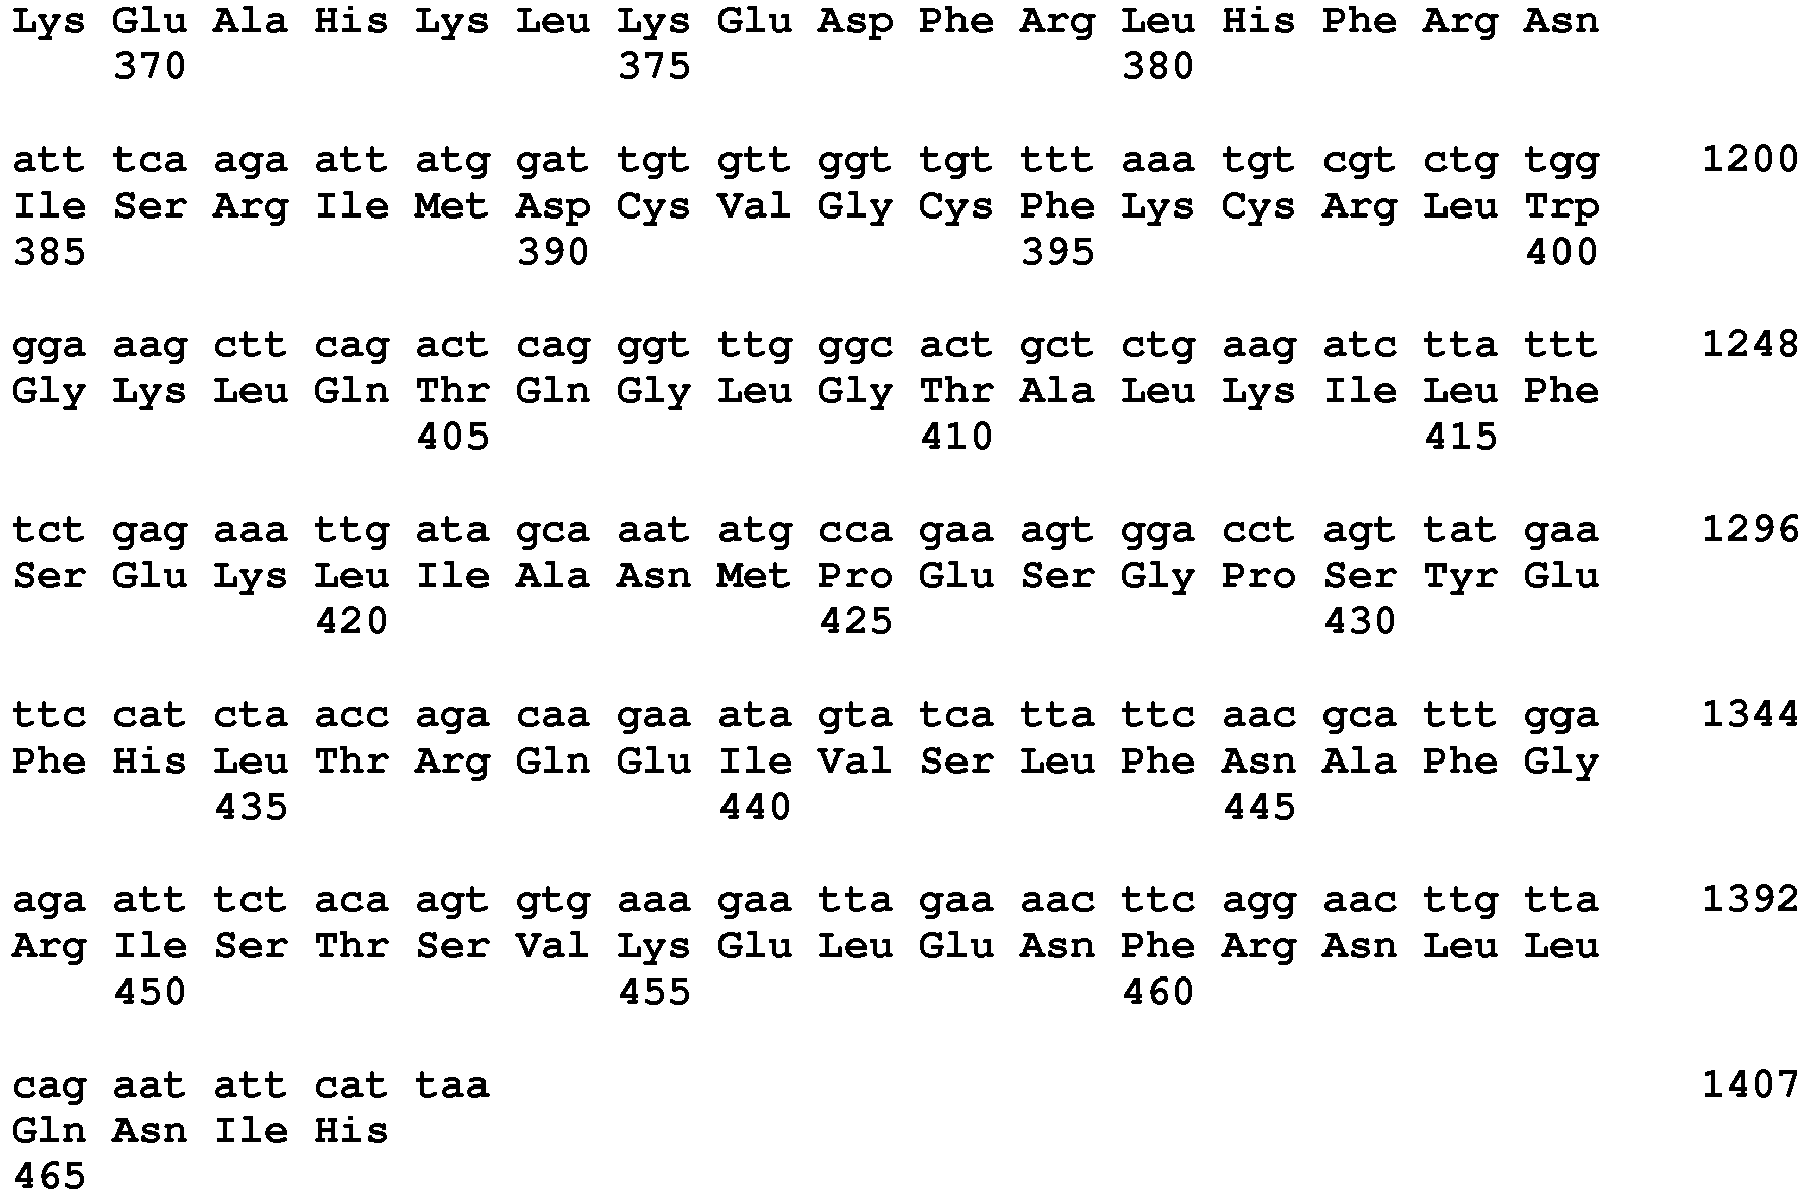 Lys Glu Ala His Lys Leu Lys Glu Asp Phe Arg Leu His Phe Arg Asn
370 375 380
att tca aga att atg gat tgt gtt ggt tgt ttt aaa tgt cgt ctg tgg 1200
Ile Ser Arg Ile Met Asp Cys Val Gly Cys Phe Lys Cys Arg Leu Trp
385 390 395 400
gga aag ctt cag act cag ggt ttg ggc act gct ctg aag atc tta ttt 1248
Gly Lys Leu Gln Thr Gln Gly Leu Gly Thr Ala Leu Lys Ile Leu Phe
405 410 415
tct gag aaa ttg ata gca aat atg cca gaa agt gga cct agt tat gaa 1296
Ser Glu Lys Leu Ile Ala Asn Met Pro Glu Ser Gly Pro Ser Tyr Glu
420 425 430
ttc cat cta acc aga caa gaa ata gta tca tta ttc aac gca ttt gga 1344
Phe His Leu Thr Arg Gln Glu Ile Val Ser Leu Phe Asn Ala Phe Gly
435 440 445
aga att tct aca agt gtg aaa gaa tta gaa aac ttc agg aac ttg tta 1392
Arg Ile Ser Thr Ser Val Lys Glu Leu Glu Asn Phe Arg Asn Leu Leu
450 455 460
cag aat att cat taa 1407
Gln Asn Ile His
465